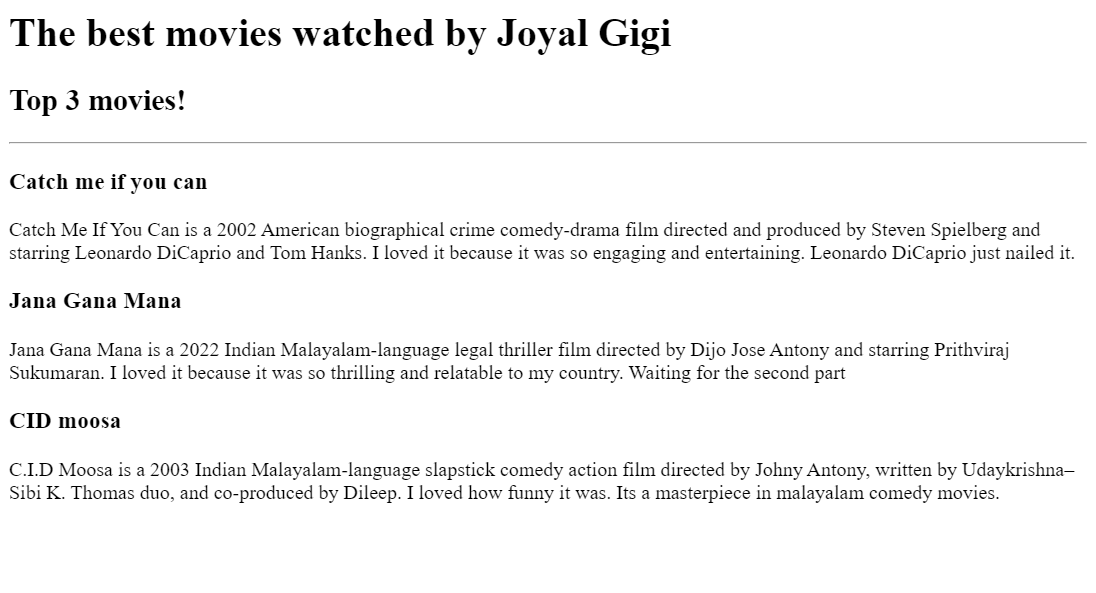 The best movies watched by Joyal Gigi
Top 3 movies!
Catch me if you can
Catch Me If You Can is a 2002 American biographical crime comedy-drama film directed and produced by Steven Spielberg and
starring Leonardo DiCaprio and Tom Hanks. I loved it because it was so engaging and entertaining. Leonardo DiCaprio just nailed it.
Jana Gana Mana
Jana Gana Mana is a 2022 Indian Malayalam-language legal thriller film directed by Dijo Jose Antony and starring Prithviraj
Sukumaran. I loved it because it was so thrilling and relatable to my country. Waiting for the second part
CID moosa
C.I.D Moosa is a 2003 Indian Malayalam-language slapstick comedy action film directed by Johny Antony, written by Udaykrishna–
Sibi K. Thomas duo, and co-produced by Dileep. I loved how funny it was. Its a masterpiece in malayalam comedy movies.